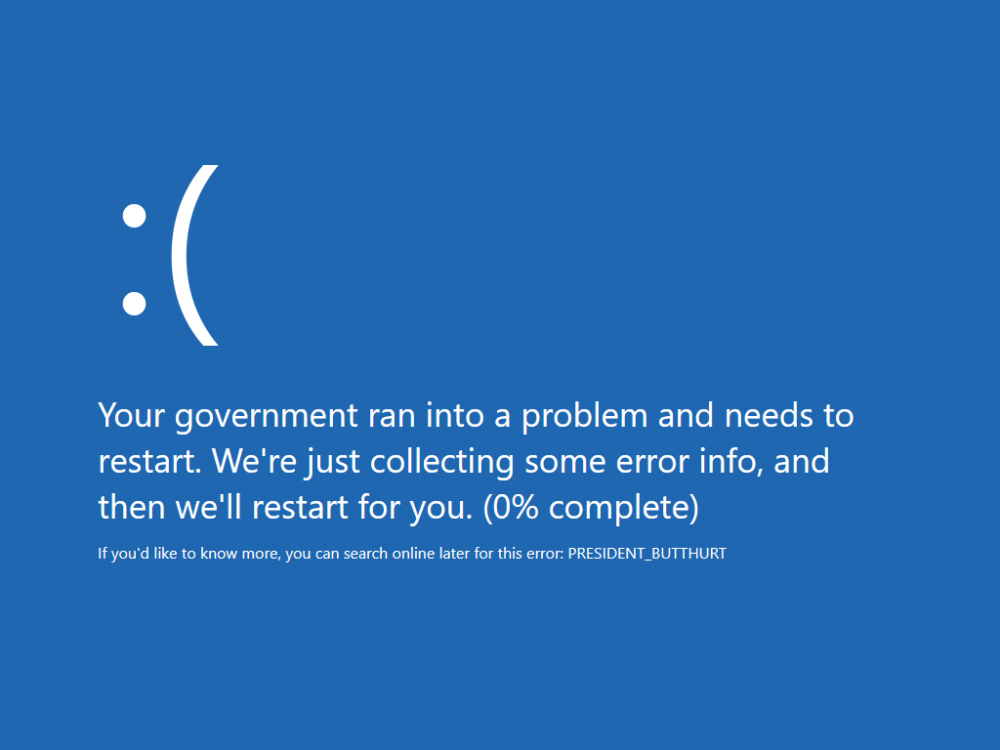 :(
Your government ran into a problem and needs to
restart. We're just collecting some error info, and
then we'll restart for you. (0% complete)
If you'd like to know more, you can search online later for this error: PRESIDENT_BUTTHURT